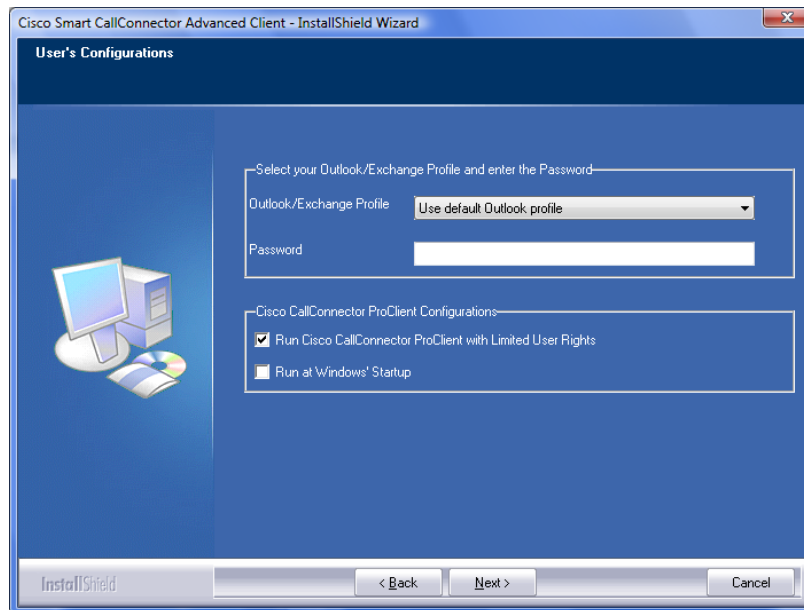 Cisco Smart CallConnector Advanced Client - InstallShield Wizard
User's Configurations
Select your Outlook/Exchange Profile and enter the Password
Outlook/Exchange Profile
Use default Outlook profile
Password
Cisco CallConnector ProClient Configurations
Run Cisco CallConnector ProClient with Limited User Rights
Run at Windows' Startup
InstallShield
< Back
Next >
Cancel